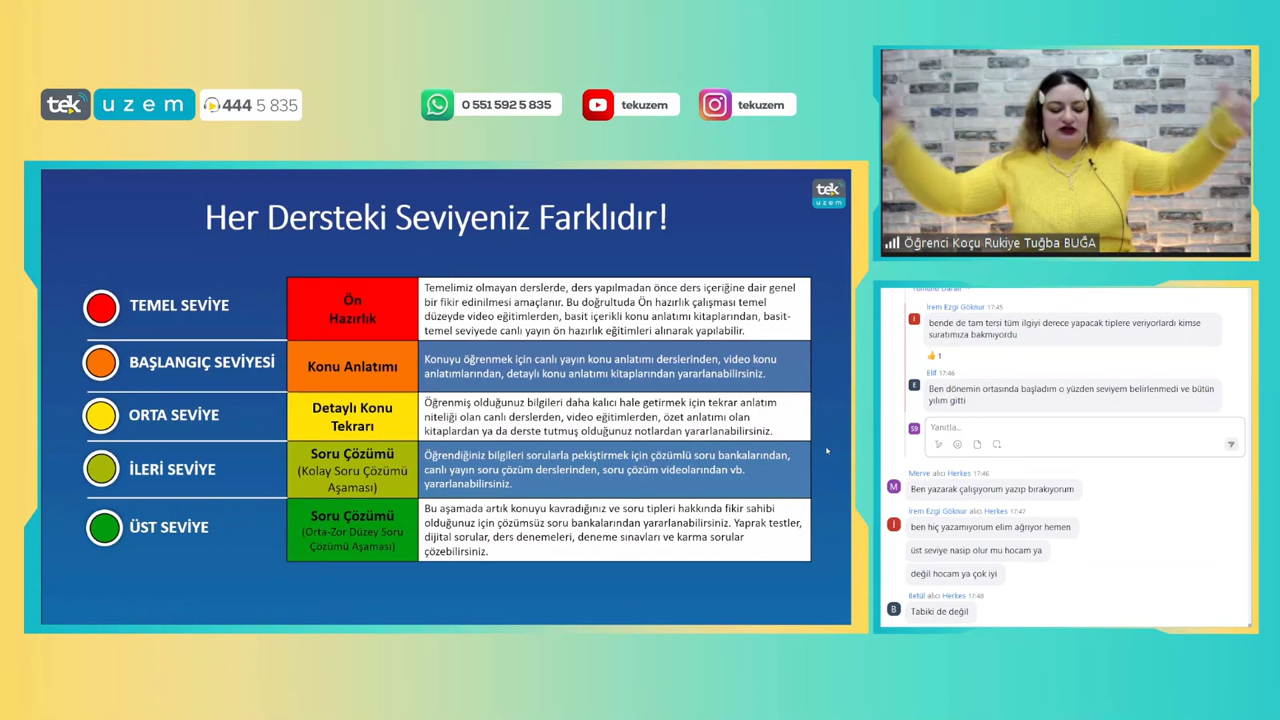 tek uzem 444 5 835
0 551 592 5 835
tekuzem
tekuzem
tek
uzem
Her Dersteki Seviyeniz Farklıdır!
TEMEL SEVİYE
Ön
Hazırlık
Temelimiz olmayan derslerde, ders yapılmadan önce ders içeriğine dair genel
bir fikir edinilmesi amaçlanır. Bu doğrultuda Ön hazırlık çalışması temel
düzeyde video eğitimlerden, basit içerikli konu anlatımı kitaplarından, basit-
temel seviyede canlı yayın ön hazırlık eğitimleri alınarak yapılabilir.
BAŞLANGIÇ SEVİYESİ
Konu Anlatımı
Konuyu öğrenmek için canlı yayın konu anlatımı derslerinden, video konu
anlatımlarından, detaylı konu anlatımı kitaplarından yararlanabilirsiniz.
ORTA SEVİYE
Detaylı Konu
Tekrarı
Öğrenmiş olduğunuz bilgileri daha kalıcı hale getirmek için tekrar anlatım
niteliği olan canlı derslerden, video eğitimlerden, özet anlatımı olan
kitaplardan ya da derste tutmuş olduğunuz notlardan yararlanabilirsiniz.
İLERİ SEVİYE
Soru Çözümü
(Kolay Soru Çözümü
Aşaması)
Öğrendiğiniz bilgileri sorularla pekiştirmek için çözümlü soru bankalarından,
canlı yayın soru çözüm derslerinden, soru çözüm videolarından vb.
yararlanabilirsiniz.
ÜST SEVİYE
Soru Çözümü
(Orta-Zor Düzey Soru
Çözümü Aşaması)
Bu aşamada artık konuyu kavradığınız ve soru tipleri hakkında fikir sahibi
olduğunuz için çözümsüz soru bankalarından yararlanabilirsiniz. Yaprak testler,
dijital sorular, ders denemeleri, deneme sınavları ve karma sorular
çözebilirsiniz.
Öğrenci Koçu Rukiye Tuğba BUĞA
İrem Ezgi Göknur 17:45
bende de tam tersi tüm ilgiyi derece yapacak tiplere veriyorlardı kimse
suratımıza bakmıyordu
1
Elif 17:46
Ben dönemin ortasında başladım o yüzden seviyem belirlenmedi ve bütün
yılım gitti
Yanıtla...
Merve alıcı Herkes 17:46
Ben yazarak çalışıyorum yazıp bırakıyorum
İrem Ezgi Göknur alıcı Herkes 17:47
ben hiç yazamıyorum elim ağrıyor hemen
üst seviye nasip olur mu hocam ya
değil hocam ya çok iyi
Betül alıcı Herkes 17:48
Tabiki de değil